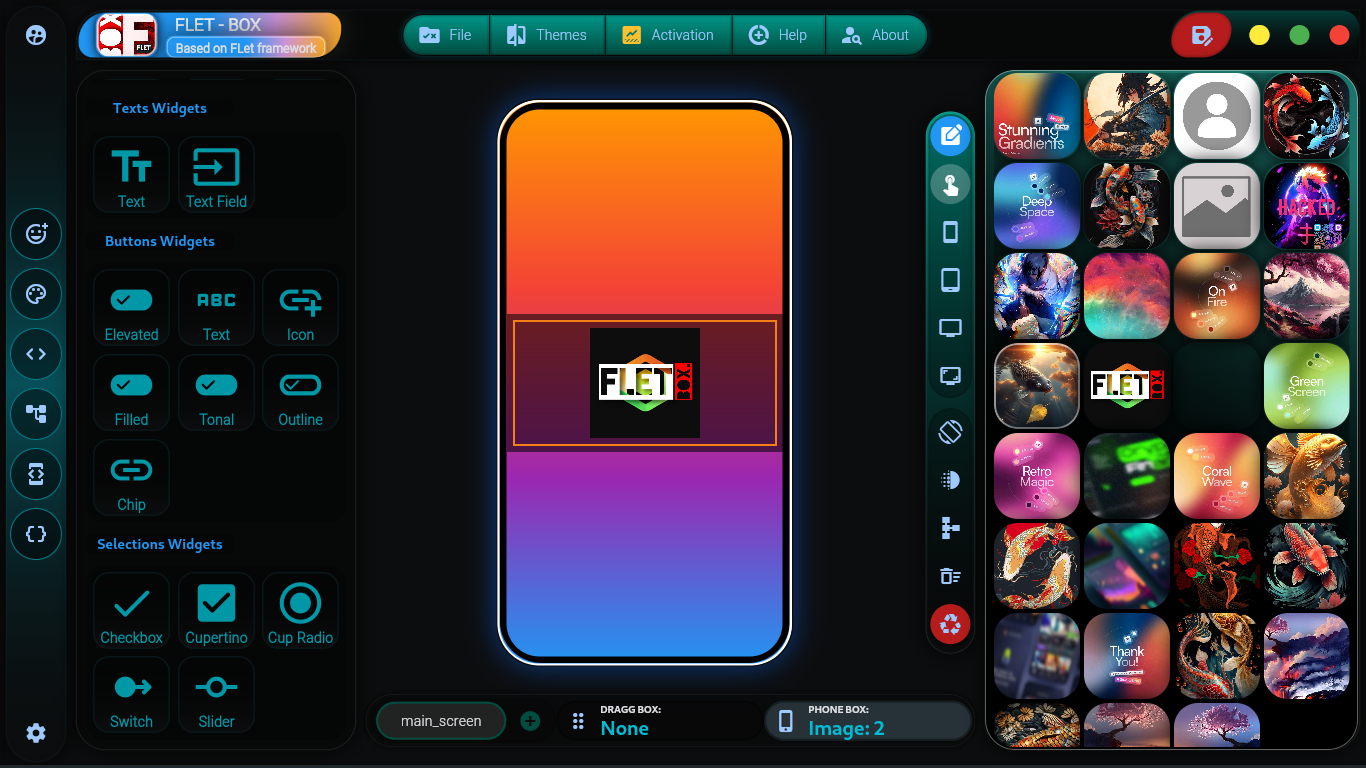 FLET - BOX
Based on FLet framework
FLET
File
Themes
Activation
Help
About
Texts Widgets
Text
Text Field
Buttons Widgets
Elevated
ABC
Text
Icon
Filled
Tonal
Outline
Chip
Selections Widgets
Checkbox
Cupertino
Cup Radio
Switch
Slider
FLET BOX
main_screen
DRAGG BOX:
None
PHONE BOX:
Image: 2
Stunning
Gradients
Deep
Space
HACKED
On
Fire
FLET BOX
Green
Screen
Retro
Magic
Coral
Wave
Thank
You!